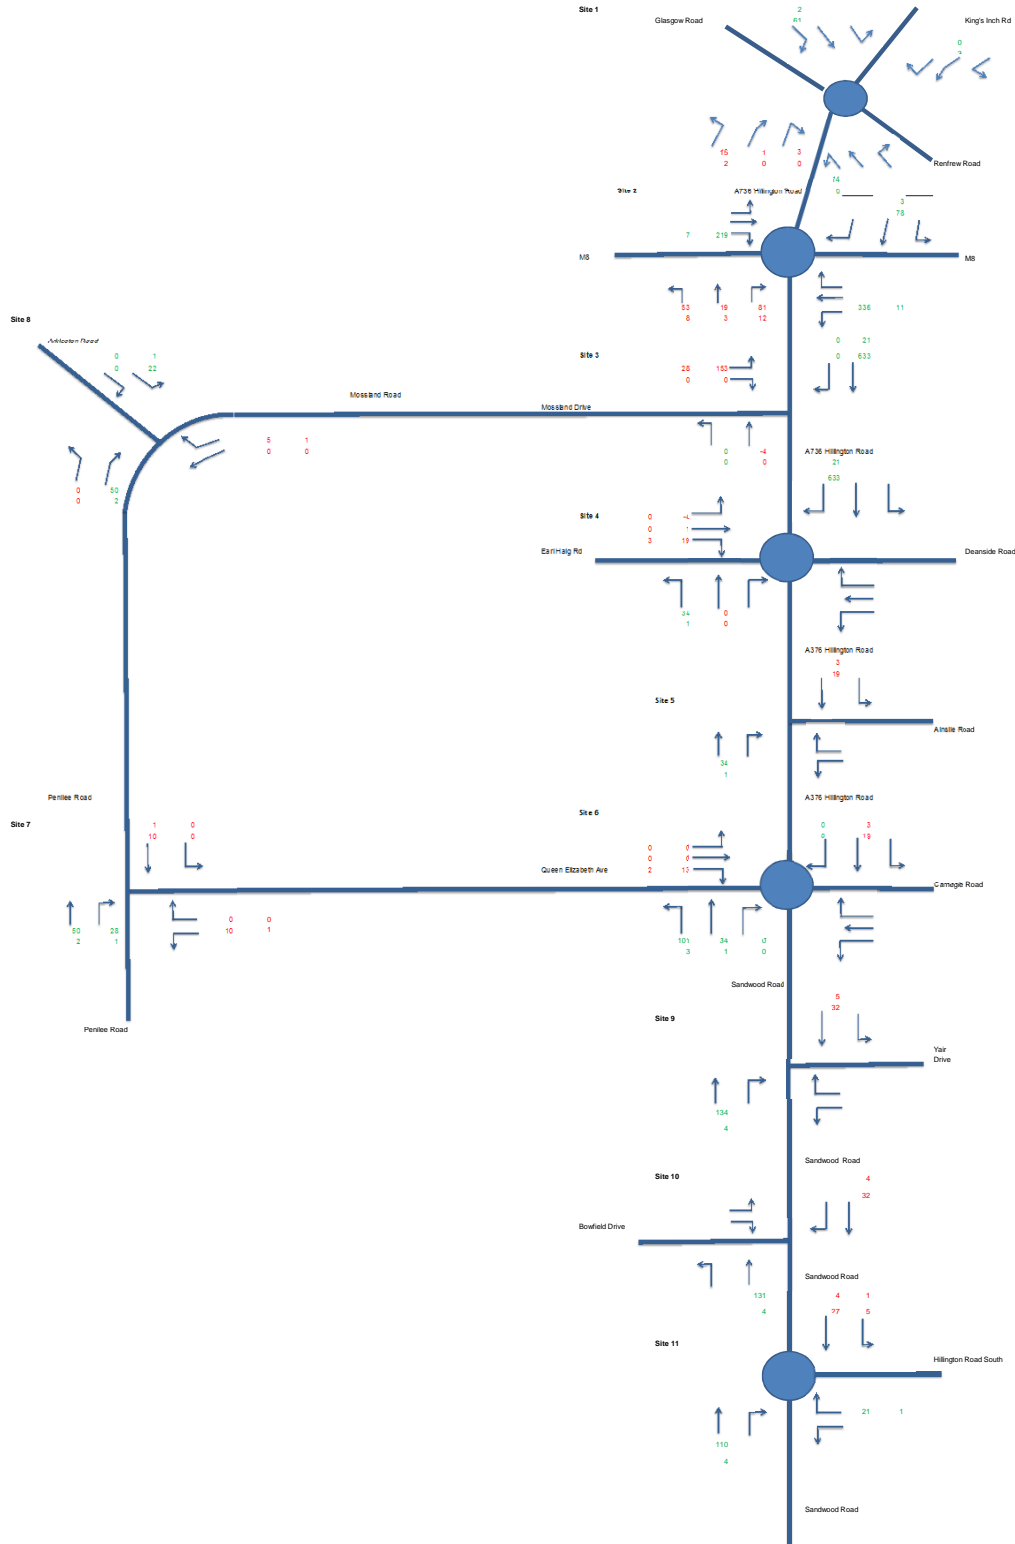 Site 1
2
Glasgow Road
61
King's Inch Rd
0
15 1 3
2 0 0
Renfrew Road
74
0
Site 2
A736 Hillington Road
3
78
7 219
M8
M8
53 19 81
8 3 12
336 11
Site 8
0 21
0 633
Site 3
28 153
0 0
0 1
0 22
Mossland Road
Mossland Drive
5 1
0 0
0 -4
0 0
A736 Hillington Road
21
633
0 50
0 2
Site 4
0 -4
0 1
3 19
Earl Haig Rd
Deanside Road
34 0
1 0
A376 Hillington Road
3
19
Site 5
Ainslie Road
34
1
Penilee Road
A376 Hillington Road
Site 7
Site 6
1 0
10 0
0 3
0 19
0 0
0 0
2 13
Queen Elizabeth Ave
Carnegie Road
50 28
2 1
0 0
10 1
101 34 0
3 1 0
Sandwood Road
5
32
Site 9
Penilee Road
Yair
Drive
134
4
Sandwood Road
Site 10
4
32
Bowfield Drive
Sandwood Road
131
4
4 1
27 5
Site 11
Hillington Road South
21 1
110
4
Sandwood Road